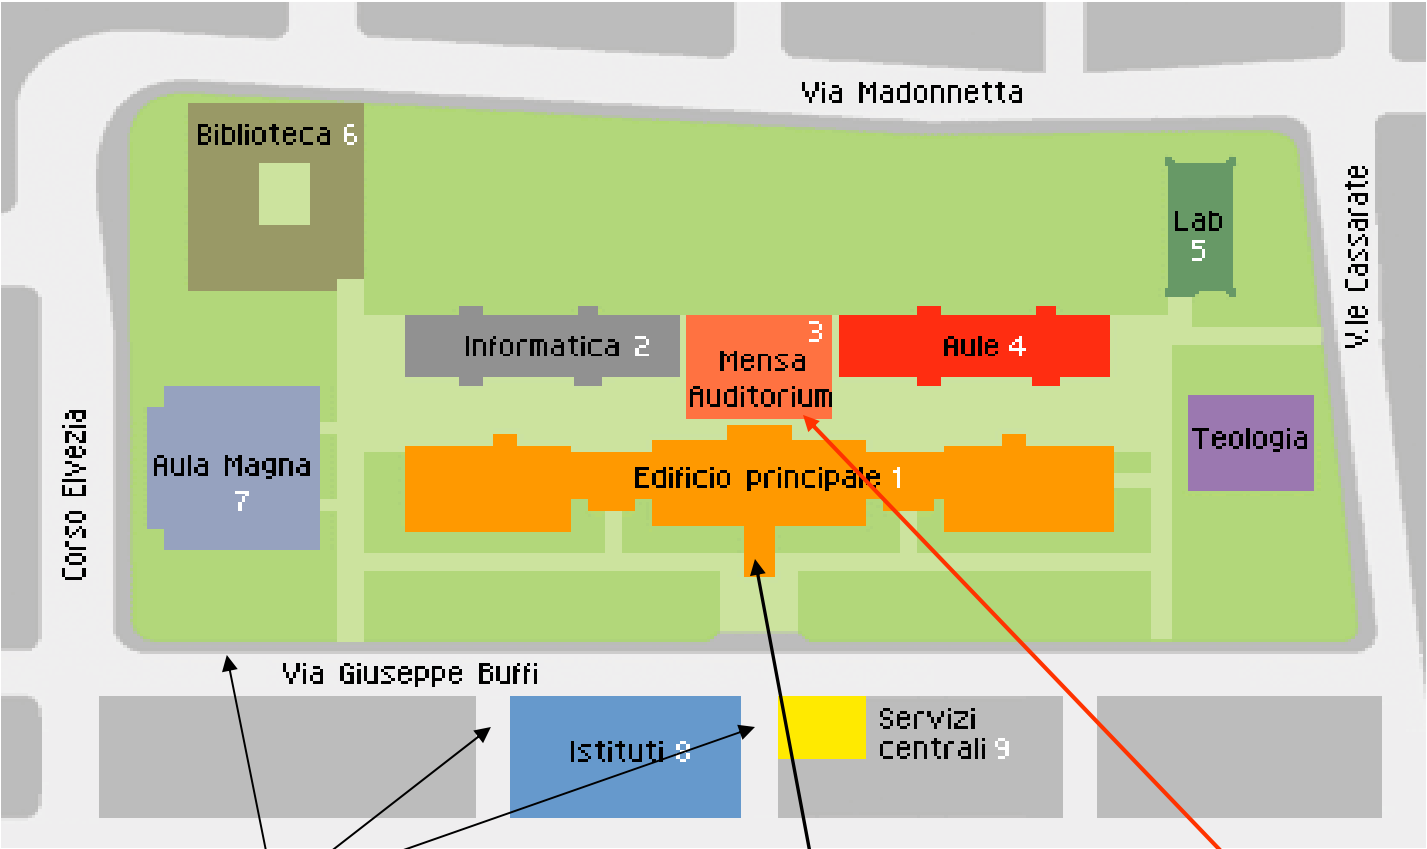 Via Madonnetta
Biblioteca 6
V.le Cassarate
Lab
5
Informatica 2
3
Mensa
Auditorium
Aule 4
Corso Elvezia
Aula Magna
7
Teologia
Edificio principale 1
Via Giuseppe Buffi
Istituti 8
Servizi
centrali 9